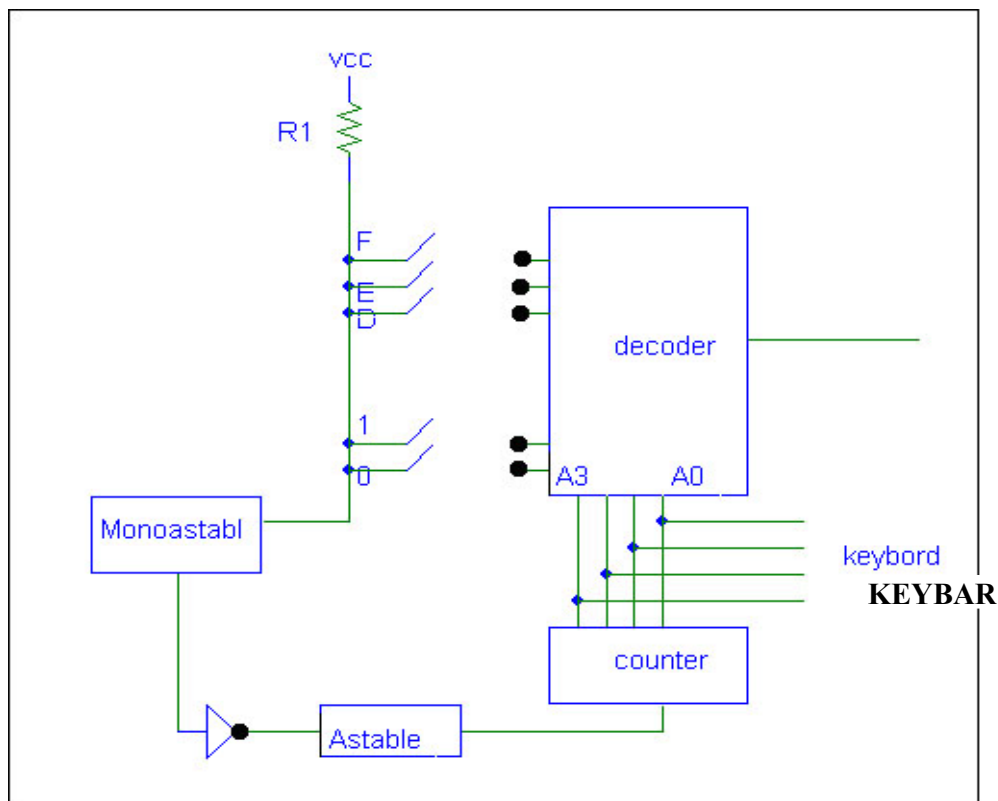 vcc
R1
F
E
D
decoder
1
0
A3 A0
Monoastabl
keybord
KEYBAR
counter
Astable